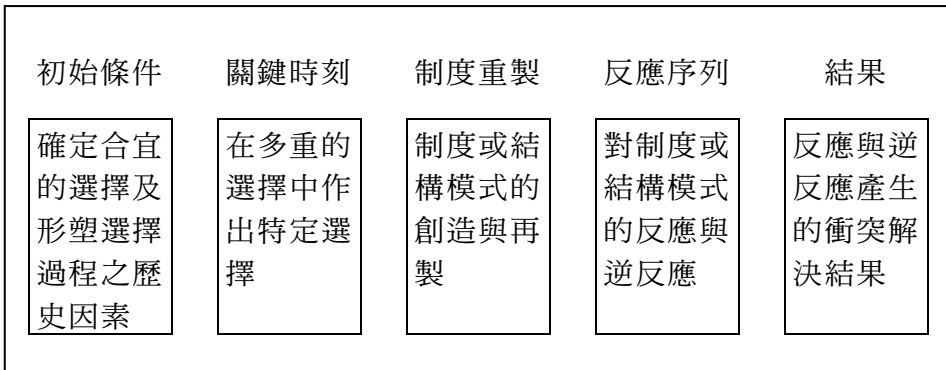 初始條件
關鍵時刻
制度重製
反應序列
結果
確定合宜
的選擇及
形塑選擇
過程之歷
史因素
在多重的
選擇中作
出特定選
擇
制度或結
構模式的
創造與再
製
對制度或
結構模式
的反應與
逆反應
反應與逆
反應產生
的衝突解
決結果